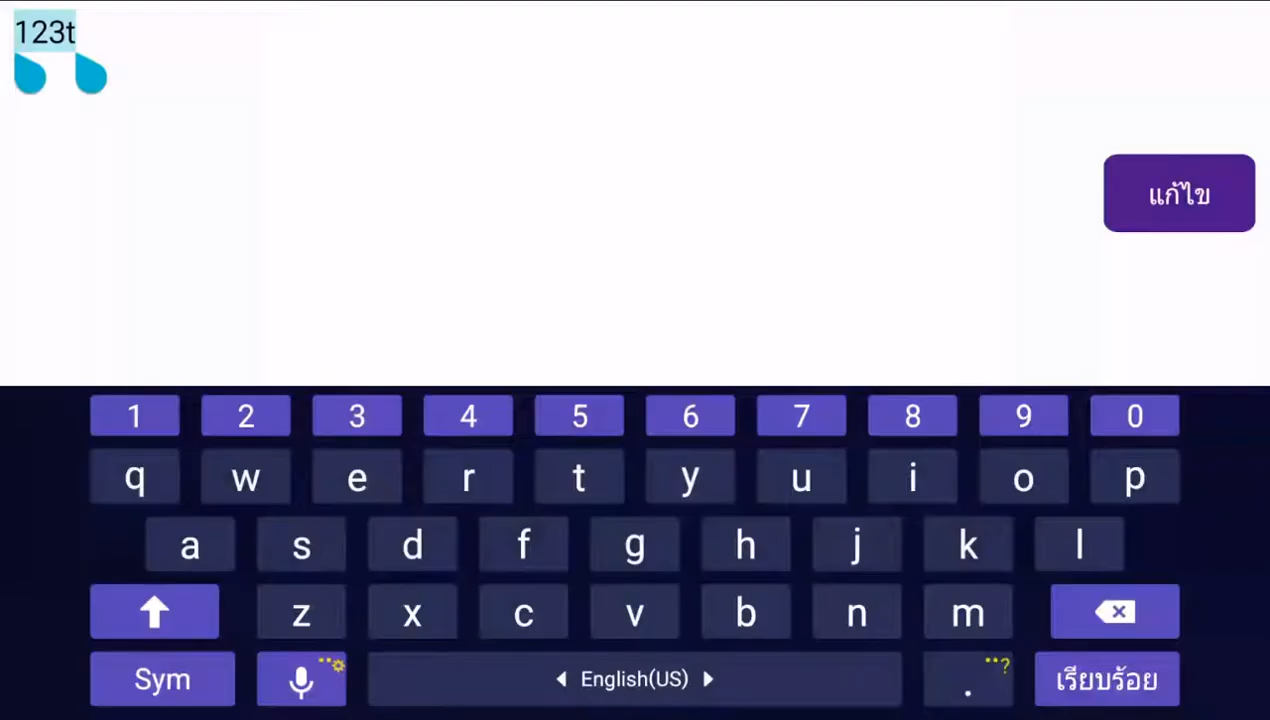 123t
แก้ไข
1 2 3 4 5 6 7 8 9 0
q w e r t y u i o p
a s d f g h j k l
z x c v b n m
Sym English(US) . ? เรียบร้อย